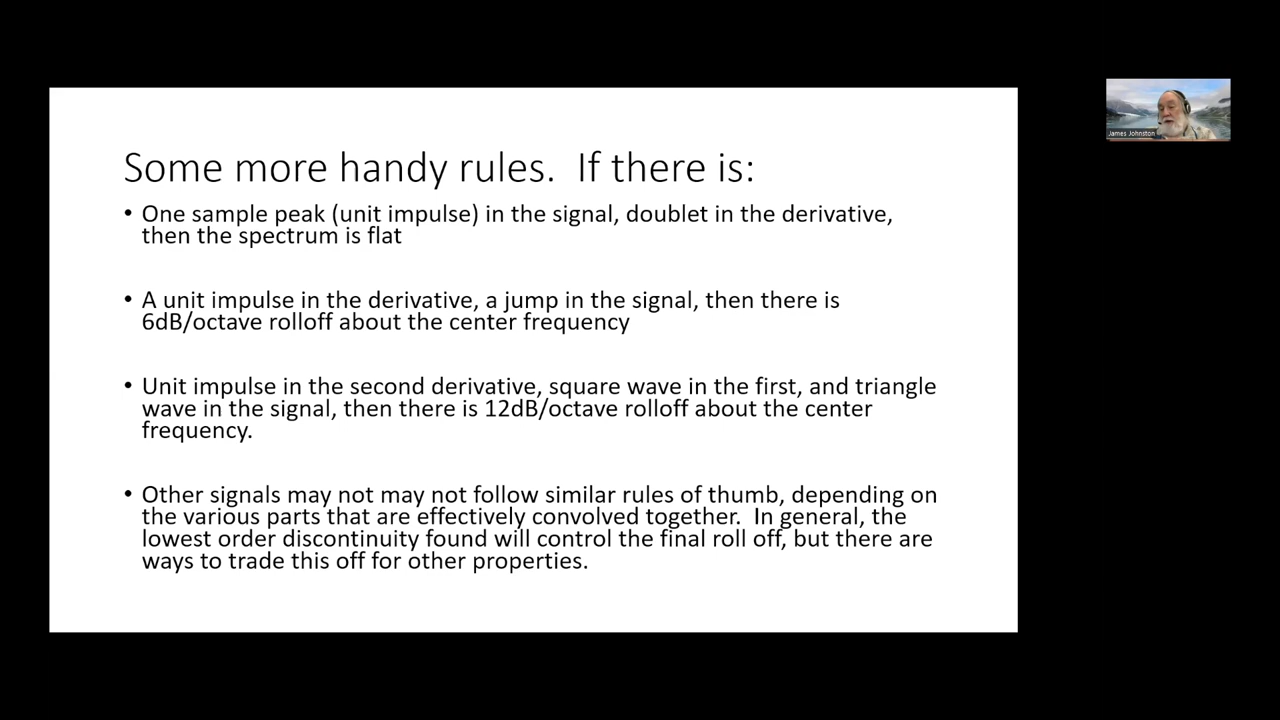 Some more handy rules.  If there is:
• One sample peak (unit impulse) in the signal, doublet in the derivative,
then the spectrum is flat
• A unit impulse in the derivative, a jump in the signal, then there is
6dB/octave rolloff about the center frequency
• Unit impulse in the second derivative, square wave in the first, and triangle
wave in the signal, then there is 12dB/octave rolloff about the center
frequency.
• Other signals may not may not follow similar rules of thumb, depending on
the various parts that are effectively convolved together.  In general, the
lowest order discontinuity found will control the final roll off, but there are
ways to trade this off for other properties.
James Johnston